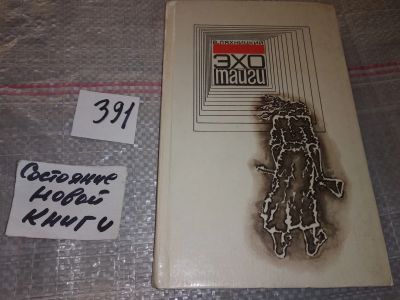 ЭХО
тайги
391
Состояние
новой
книги